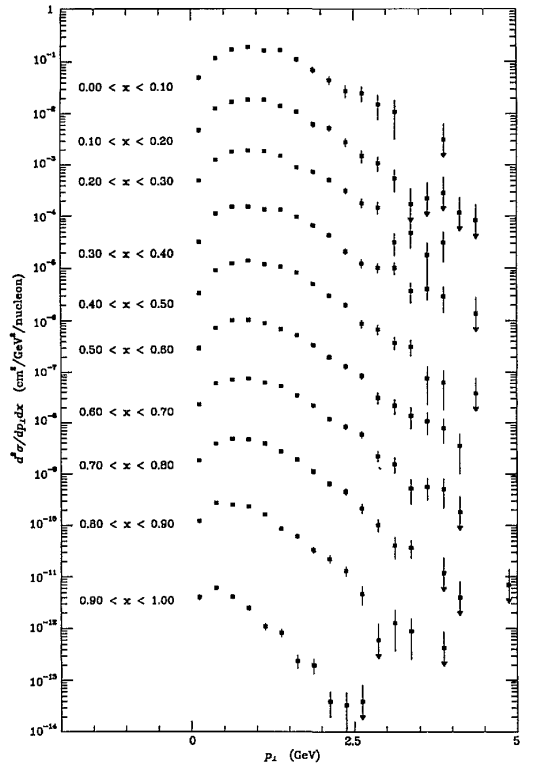 1
10⁻¹
0.00 < x < 0.10
10⁻²
0.10 < x < 0.20
10⁻³
0.20 < x < 0.30
10⁻⁴
0.30 < x < 0.40
10⁻⁵
0.40 < x < 0.50
10⁻⁶
0.50 < x < 0.60
10⁻⁷
0.60 < x < 0.70
10⁻⁸
0.70 < x < 0.80
10⁻⁹
10⁻¹⁰
0.80 < x < 0.90
10⁻¹¹
0.90 < x < 1.00
10⁻¹²
10⁻¹³
10⁻¹⁴
d²σ/dp⊥dx (cm²/GeV²/nucleon)
0 2.5 5
p⊥ (GeV)